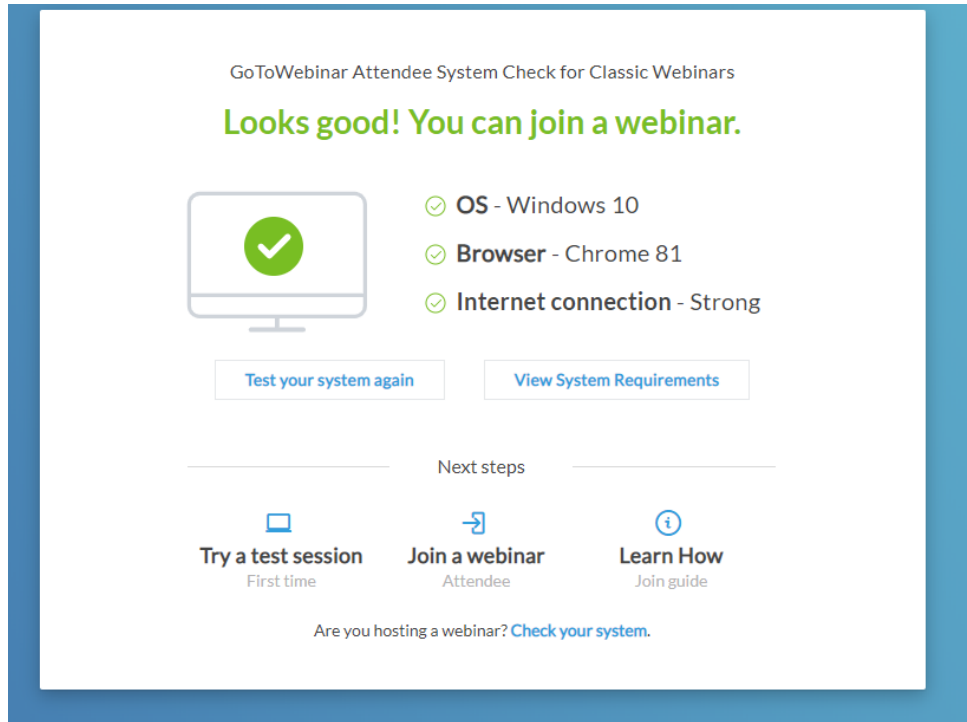 GoToWebinar Attendee System Check for Classic Webinars
Looks good! You can join a webinar.
OS - Windows 10
Browser - Chrome 81
Internet connection - Strong
Test your system again
View System Requirements
Next steps
Try a test session
First time
Join a webinar
Attendee
Learn How
Join guide
Are you hosting a webinar? Check your system.